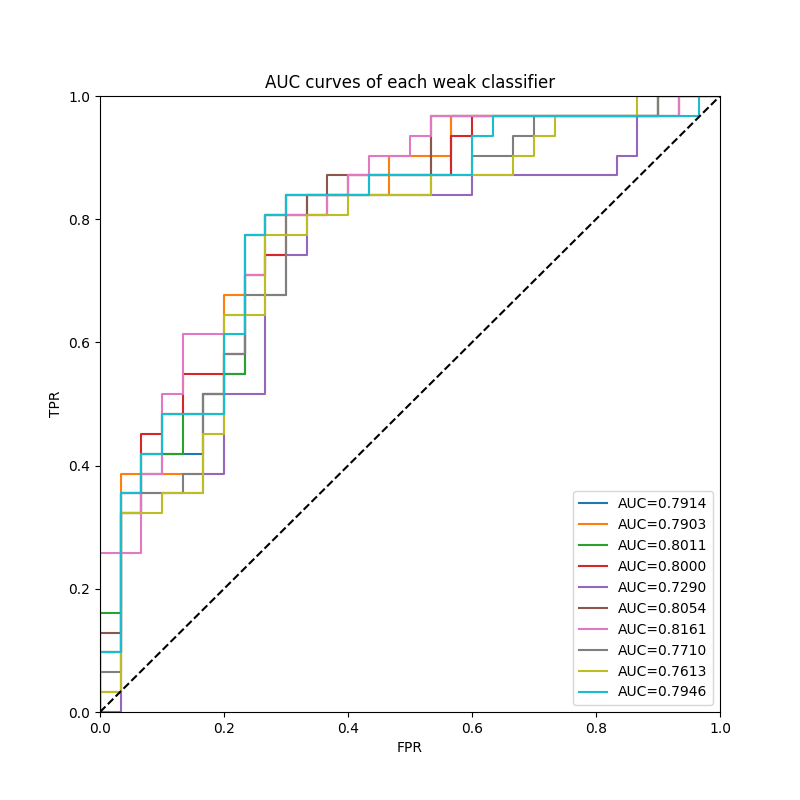 AUC curves of each weak classifier
1.0
0.8
0.6
0.4
0.2
0.0
TPR
0.0 0.2 0.4 0.6 0.8 1.0
FPR
AUC=0.7914
AUC=0.7903
AUC=0.8011
AUC=0.8000
AUC=0.7290
AUC=0.8054
AUC=0.8161
AUC=0.7710
AUC=0.7613
AUC=0.7946